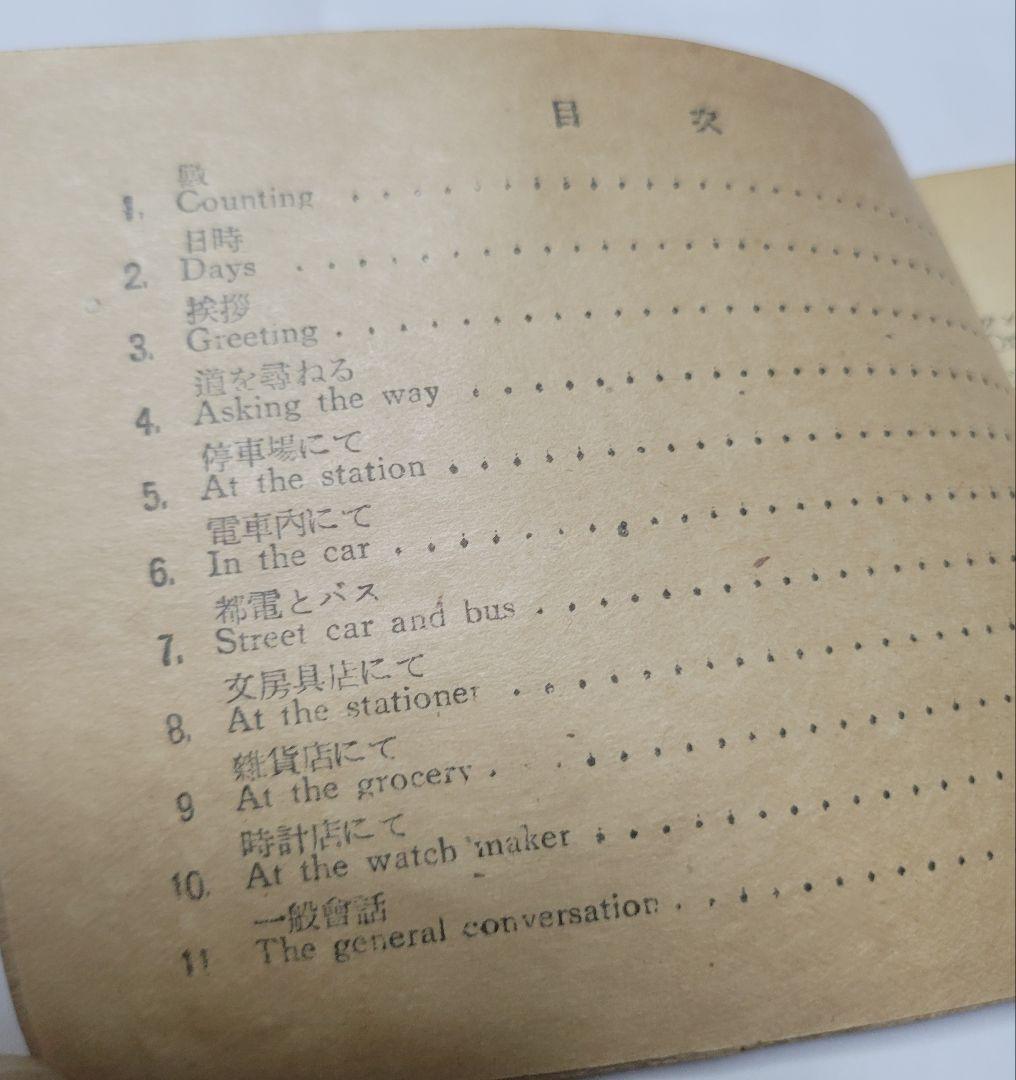 目 次
數
1. Counting
日時
2. Days
挨拶
3. Greeting
道を尋ねる
4. Asking the way
停車場にて
5. At the station
電車内にて
6. In the car
都電とバス
7. Street car and bus
文房具店にて
8. At the stationer
雜貨店にて
9 At the grocery
時計店にて
10. At the watch maker
一般會話
11 The general conversation